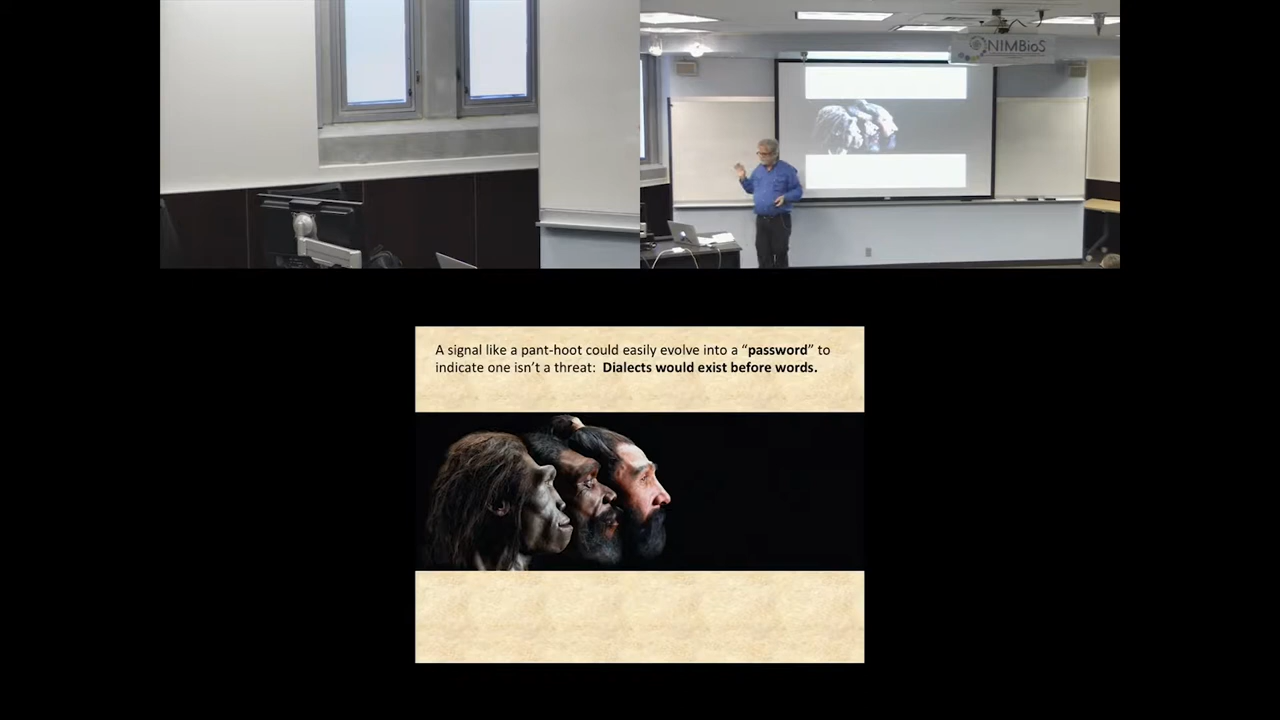 NIMBioS
A signal like a pant-hoot could easily evolve into a “password” to
indicate one isn’t a threat: Dialects would exist before words.